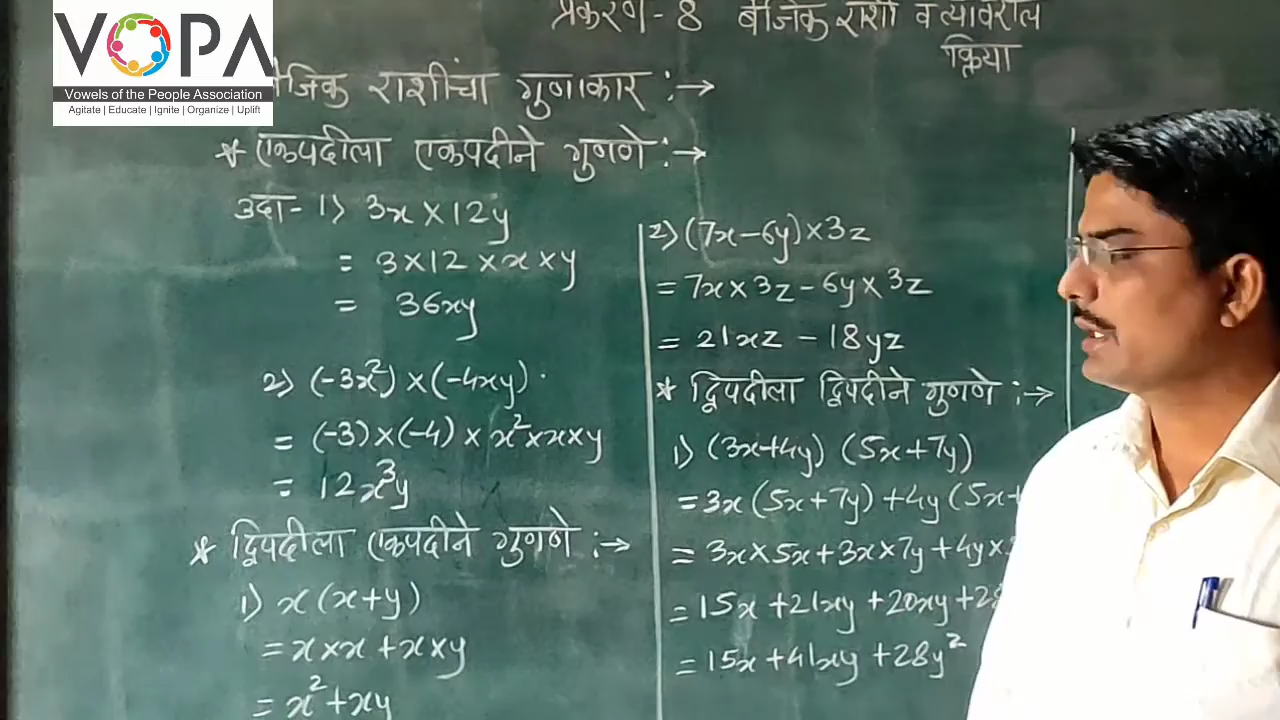 VOPA
Vowels of the People Association
Agitate | Educate | Ignite | Organize | Uplift
प्रकरण - 8 बैजिक राशी व त्यावरील
क्रिया
बैजिक राशींचा गुणाकार :→
* एकपदीला एकपदीने गुणणे :→
उदा- 1) 3x × 12y
= 3 × 12 × x × y
= 36xy
2) (-3x²) × (-4xy)
= (-3) × (-4) × x² × x × y
= 12x³y
* द्विपदीला एकपदीने गुणणे :→
1) x (x + y)
= x × x + x × y
= x² + xy
2) (7x - 6y) × 3z
= 7x × 3z - 6y × 3z
= 21xz - 18yz
* द्विपदीला द्विपदीने गुणणे :→
1) (3x + 4y) (5x + 7y)
= 3x (5x + 7y) + 4y (5x +
= 3x × 5x + 3x × 7y + 4y ×
= 15x + 21xy + 20xy + 28
= 15x + 41xy + 28y²